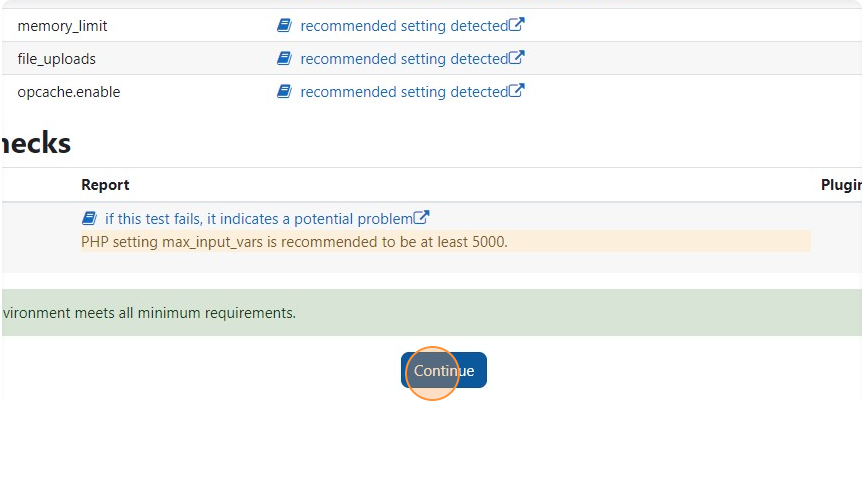 memory_limit recommended setting detected
file_uploads recommended setting detected
opcache.enable recommended setting detected
hecks
Report Plugin
if this test fails, it indicates a potential problem
PHP setting max_input_vars is recommended to be at least 5000.
vironment meets all minimum requirements.
Continue